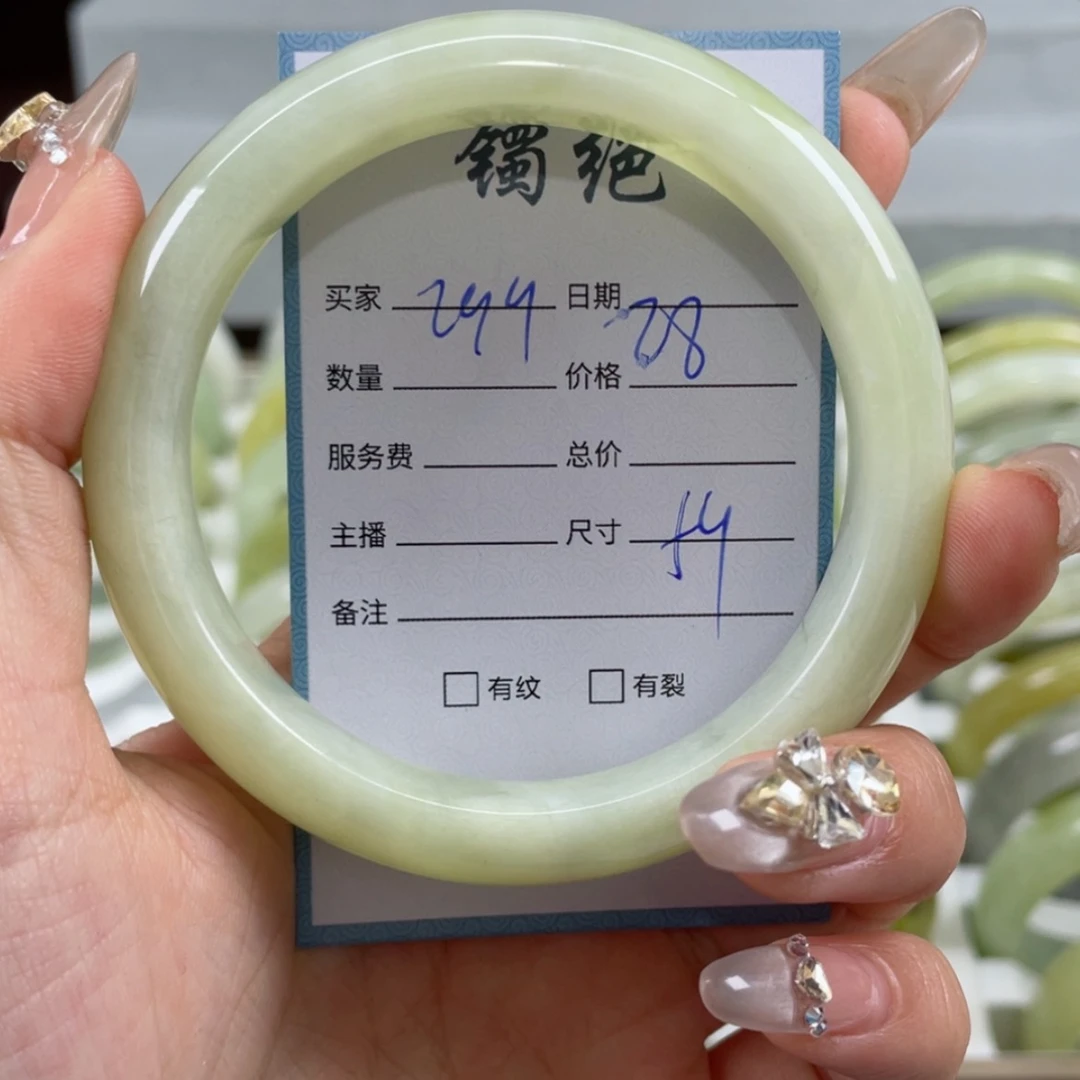 镯绝
买家 299 日期 28
数量 价格
服务费 总价
主播 尺寸 54
备注
□ 有纹 □ 有裂